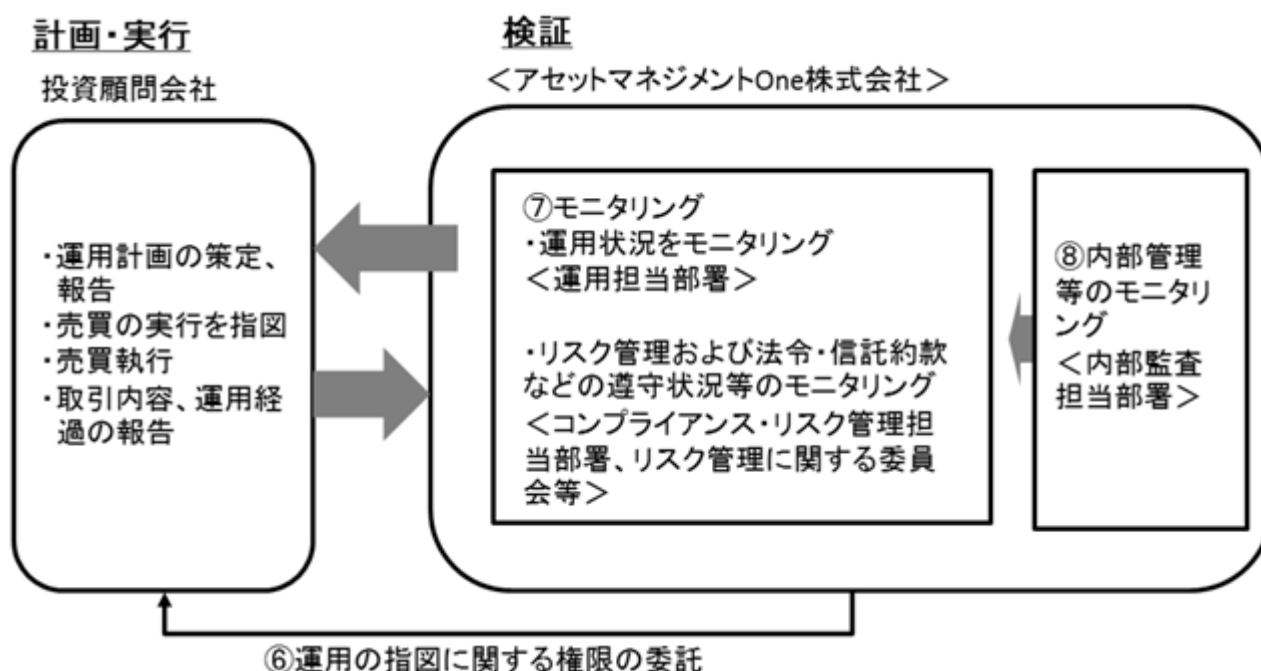 計画・実行
投資顧問会社
・運用計画の策定、
報告
・売買の実行を指図
・売買執行
・取引内容、運用経
過の報告
検証
＜アセットマネジメントOne株式会社＞
⑦モニタリング
・運用状況をモニタリング
＜運用担当部署＞
・リスク管理および法令・信託約款
などの遵守状況等のモニタリング
＜コンプライアンス・リスク管理担
当部署、リスク管理に関する委員
会等＞
⑧内部管理
等のモニタリ
ング
＜内部監査
担当部署＞
⑥運用の指図に関する権限の委託